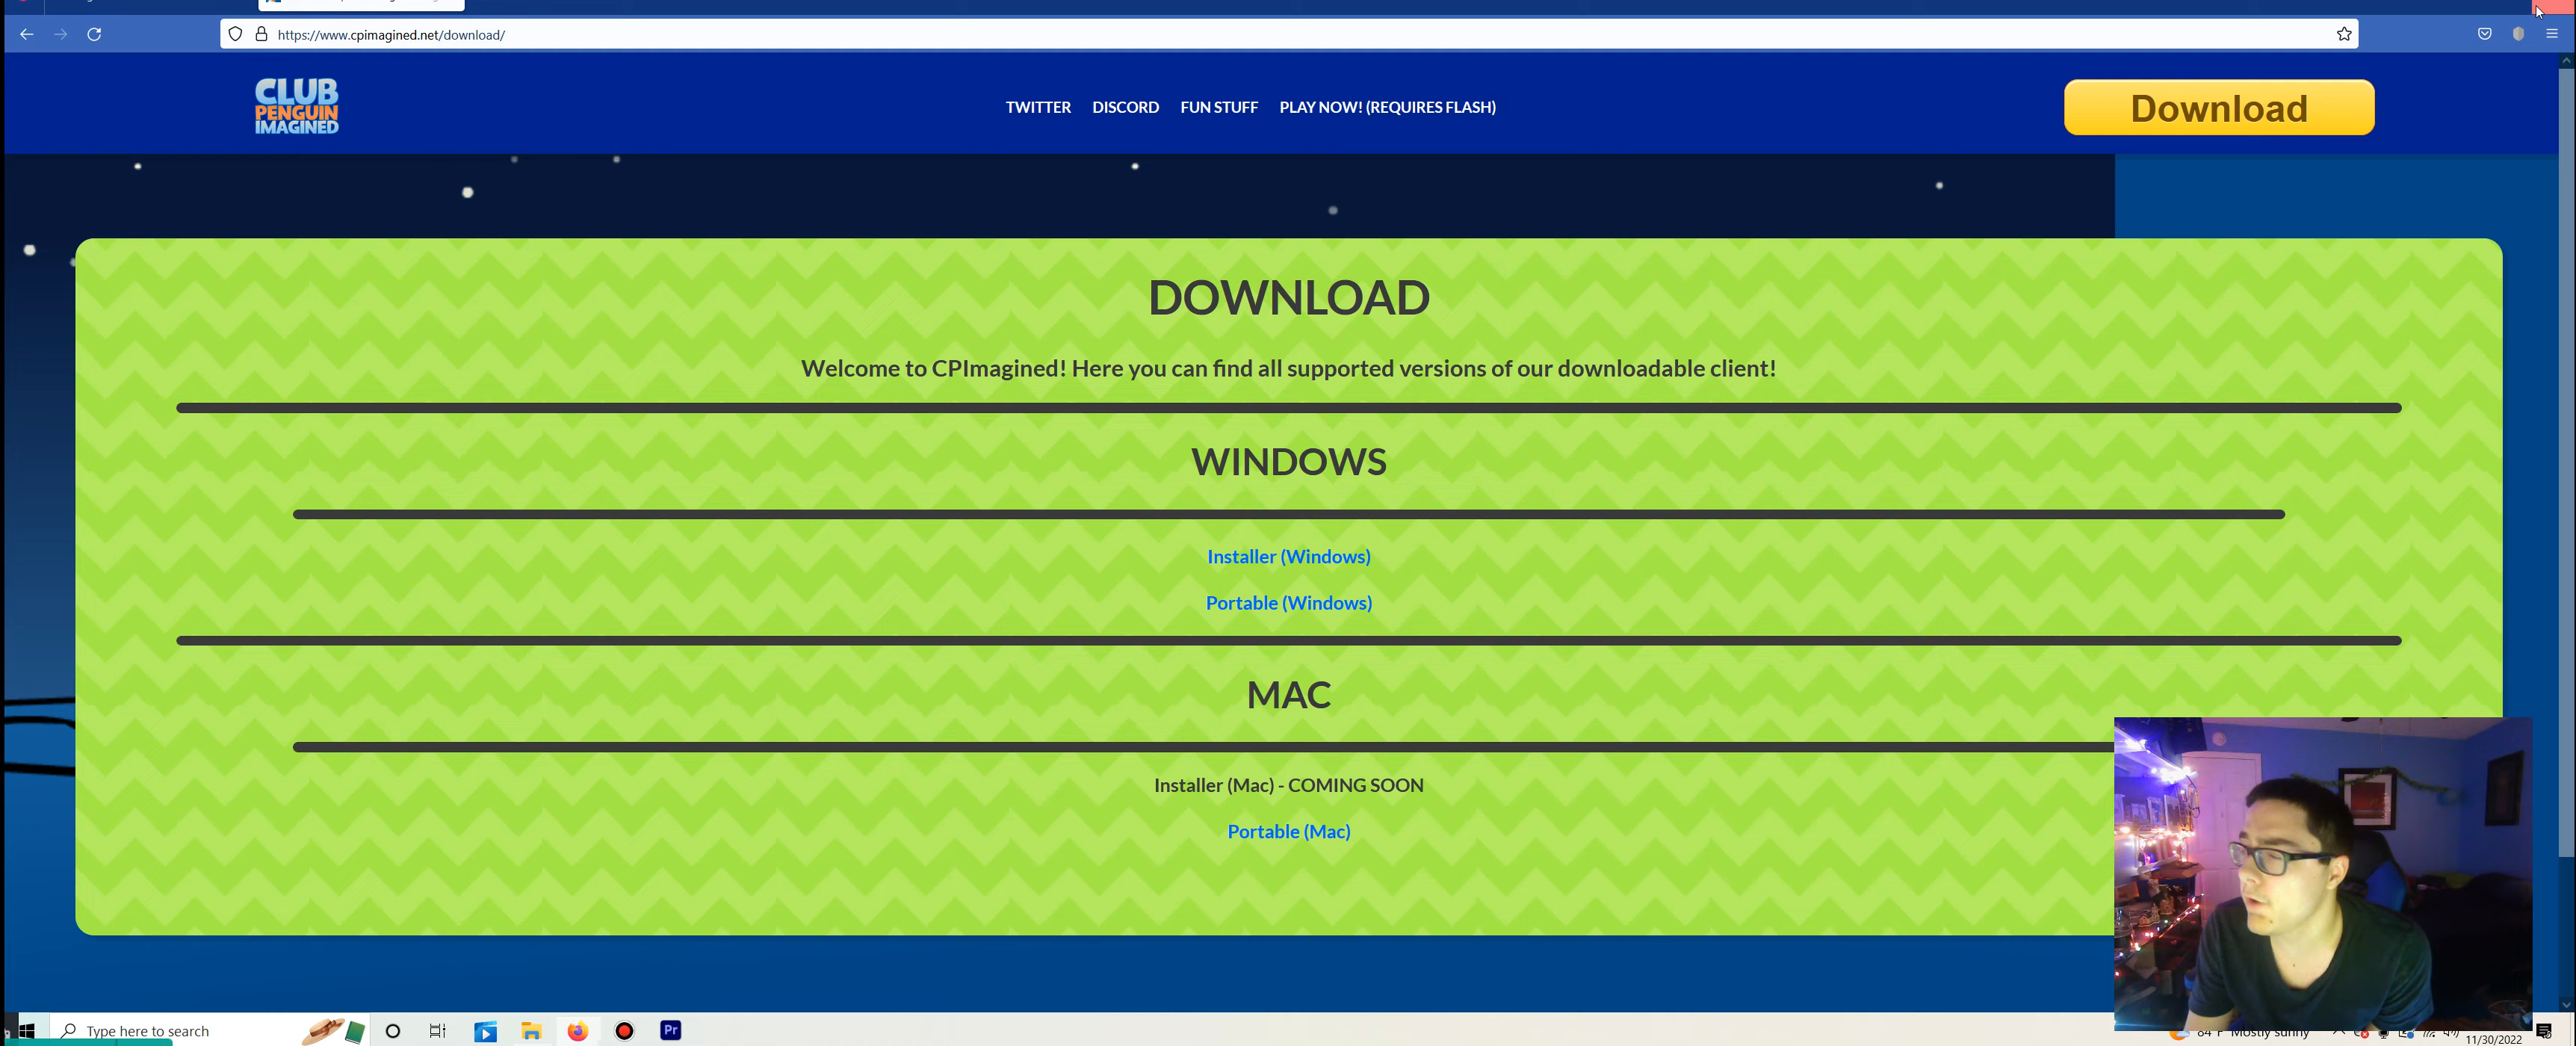 https://www.cpimagined.net/download/
CLUB
PENGUIN
IMAGINED
TWITTER DISCORD FUN STUFF PLAY NOW! (REQUIRES FLASH)
Download
DOWNLOAD
Welcome to CPImagined! Here you can find all supported versions of our downloadable client!
WINDOWS
Installer (Windows)
Portable (Windows)
MAC
Installer (Mac) - COMING SOON
Portable (Mac)
Type here to search
Pr
84°F Mostly sunny
11/30/2022